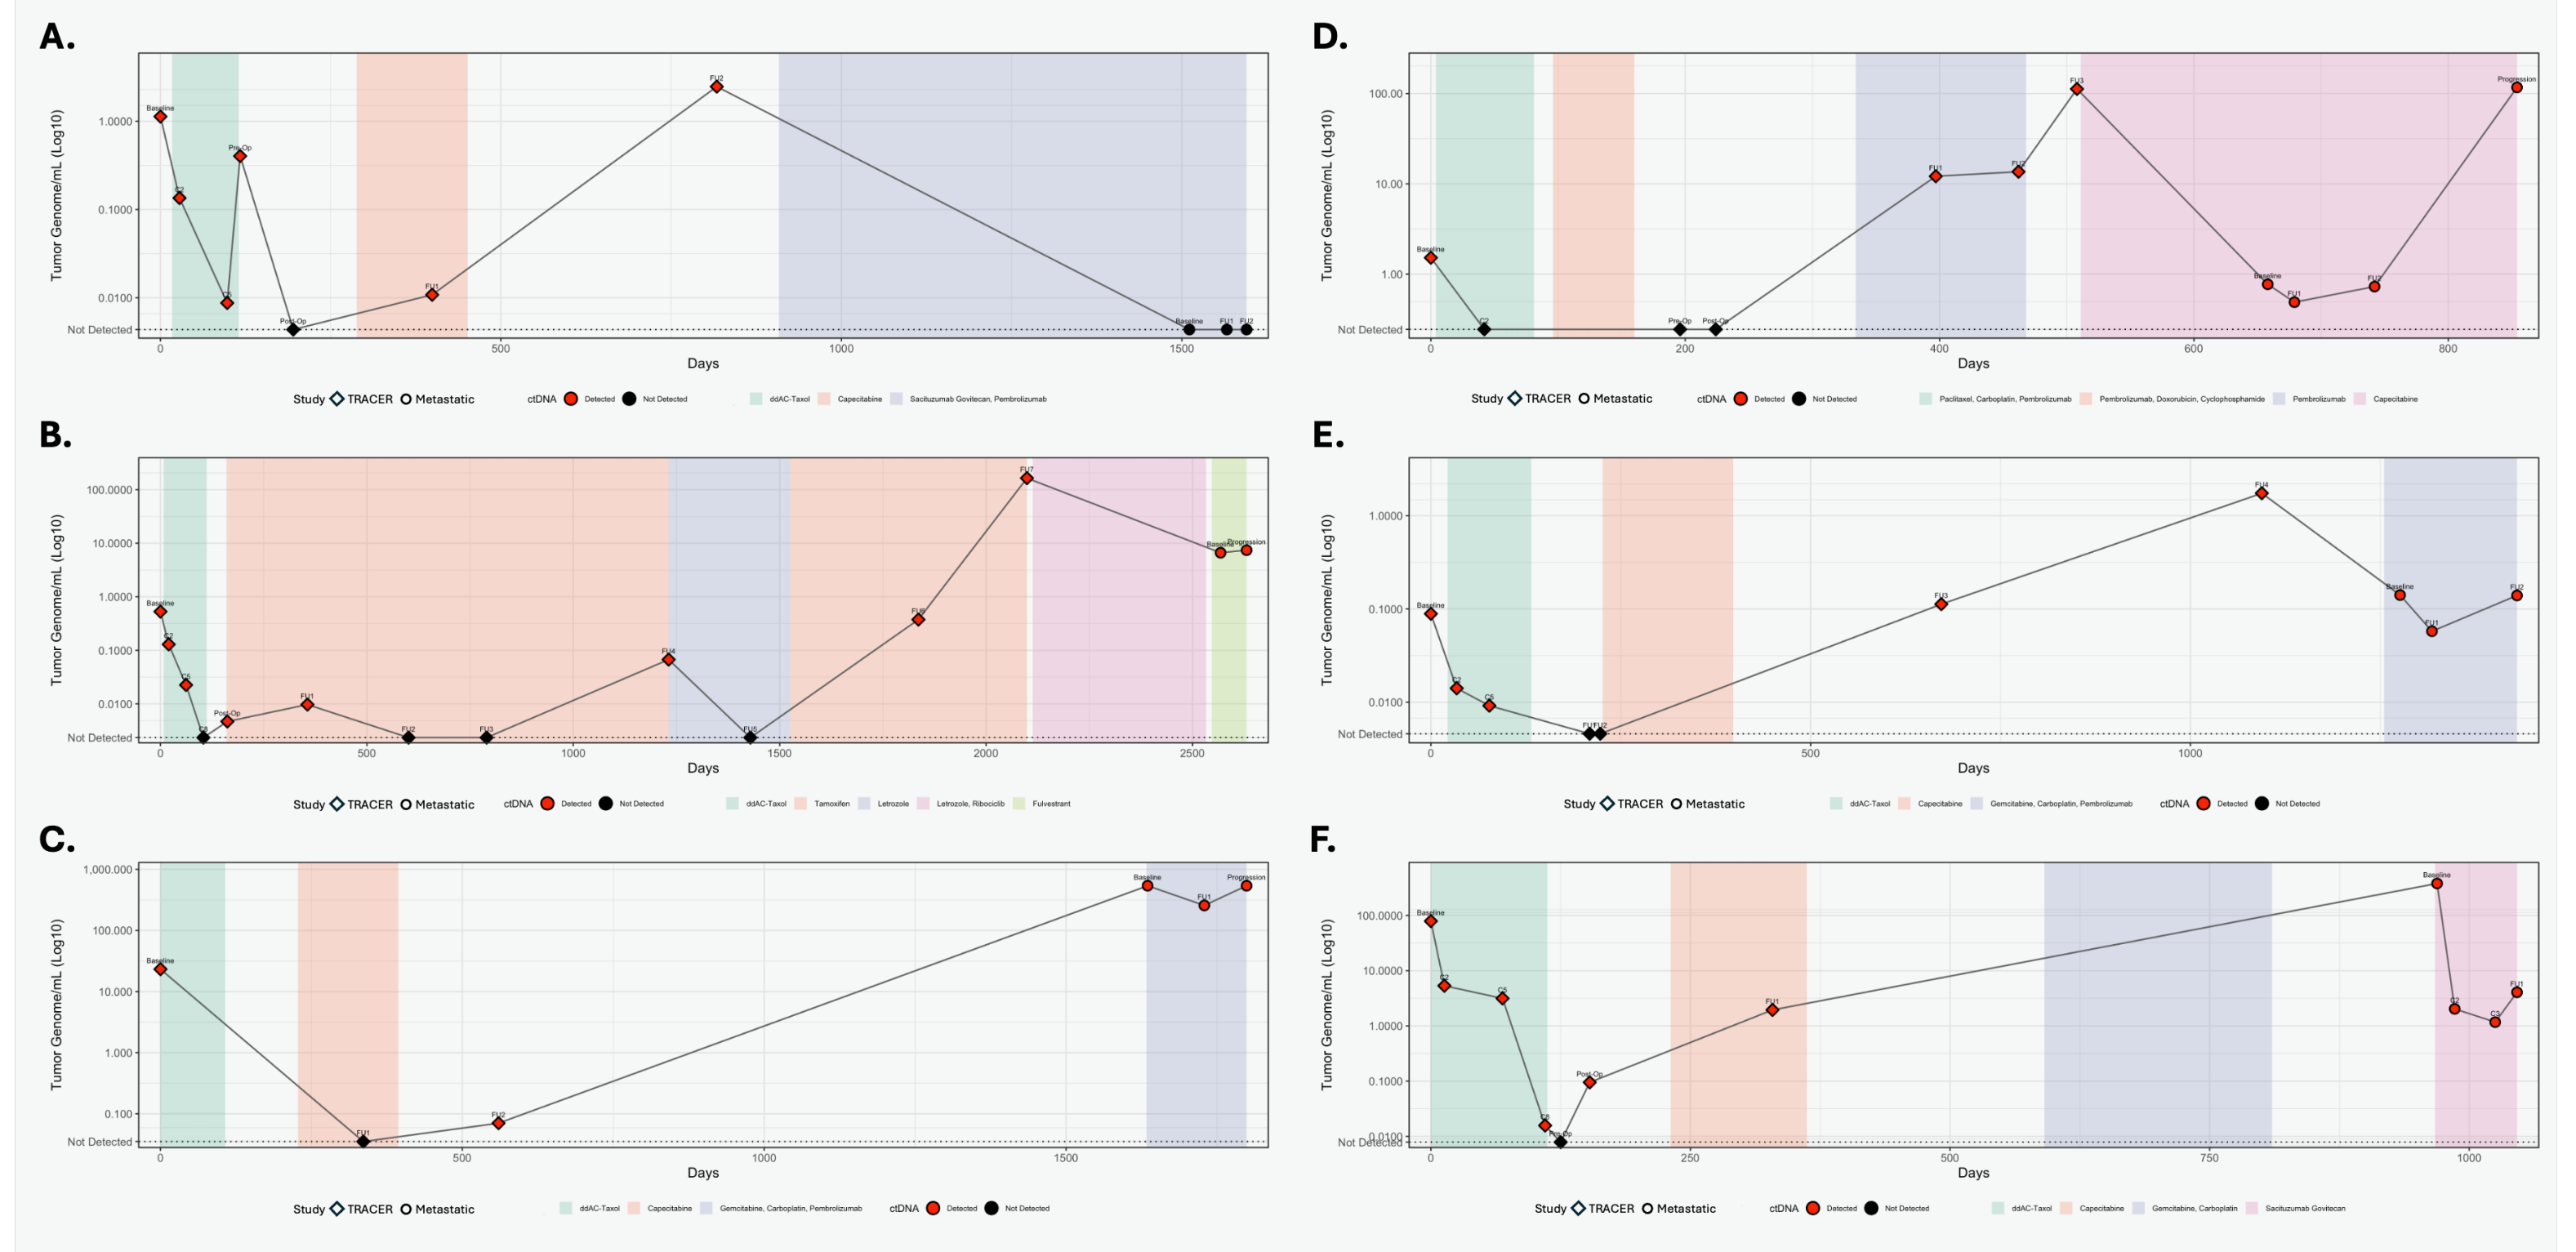 A.
Tumor Genome/mL (Log10)
1.0000
0.1000
0.0100
Not Detected
Baseline
C2
C5
Pre-Op
Post-Op
FU1
FU2
Baseline
FU1
FU2
0
500
1000
1500
Days
Study TRACER Metastatic ctDNA Detected Not Detected ddAC-Taxol Capecitabine Sacituzumab Govitecan, Pembrolizumab
B.
Tumor Genome/mL (Log10)
100.0000
10.0000
1.0000
0.1000
0.0100
Not Detected
Baseline
C2
C5
C8
Post-Op
FU1
FU2
FU3
FU4
FU5
FU6
FU7
Baseline
Progression
0
500
1000
1500
2000
2500
Days
Study TRACER Metastatic ctDNA Detected Not Detected ddAC-Taxol Tamoxifen Letrozole Letrozole, Ribociclib Fulvestrant
C.
Tumor Genome/mL (Log10)
1,000.000
100.000
10.000
1.000
0.100
Not Detected
Baseline
FU1
FU2
Baseline
FU1
Progression
0
500
1000
1500
Days
Study TRACER Metastatic ddAC-Taxol Capecitabine Gemcitabine, Carboplatin, Pembrolizumab ctDNA Detected Not Detected
D.
Tumor Genome/mL (Log10)
100.00
10.00
1.00
Not Detected
Baseline
C2
Pre-Op
Post-Op
FU1
FU2
FU3
Baseline
FU1
FU2
Progression
0
200
400
600
800
Days
Study TRACER Metastatic ctDNA Detected Not Detected Paclitaxel, Carboplatin, Pembrolizumab Pembrolizumab, Doxorubicin, Cyclophosphamide Pembrolizumab Capecitabine
E.
Tumor Genome/mL (Log10)
1.0000
0.1000
0.0100
Not Detected
Baseline
C2
C5
FU1
FU2
FU3
FU4
Baseline
FU1
FU2
0
500
1000
Days
Study TRACER Metastatic ddAC-Taxol Capecitabine Gemcitabine, Carboplatin, Pembrolizumab ctDNA Detected Not Detected
F.
Tumor Genome/mL (Log10)
100.0000
10.0000
1.0000
0.1000
0.0100
Not Detected
Baseline
C2
C5
C8
Pre-Op
Post-Op
FU1
Baseline
C2
C3
FU1
0
250
500
750
1000
Days
Study TRACER Metastatic ctDNA Detected Not Detected ddAC-Taxol Capecitabine Gemcitabine, Carboplatin Sacituzumab Govitecan